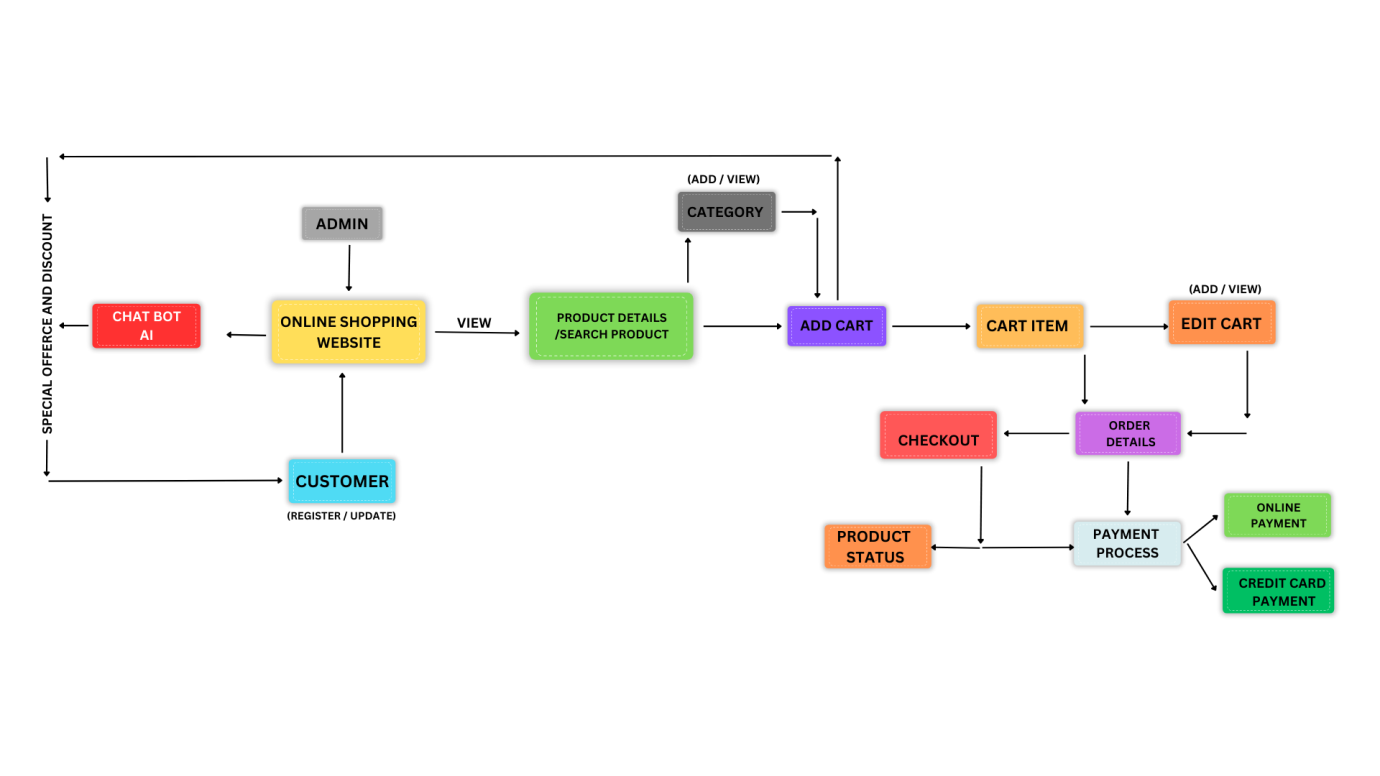 (ADD / VIEW)
CATEGORY
ADMIN
SPECIAL OFFERCE AND DISCOUNT
CHAT BOT
AI
ONLINE SHOPPING
WEBSITE
VIEW
PRODUCT DETAILS
/SEARCH PRODUCT
ADD CART
CART ITEM
(ADD / VIEW)
EDIT CART
CHECKOUT
ORDER
DETAILS
CUSTOMER
(REGISTER / UPDATE)
PRODUCT
STATUS
PAYMENT
PROCESS
ONLINE
PAYMENT
CREDIT CARD
PAYMENT